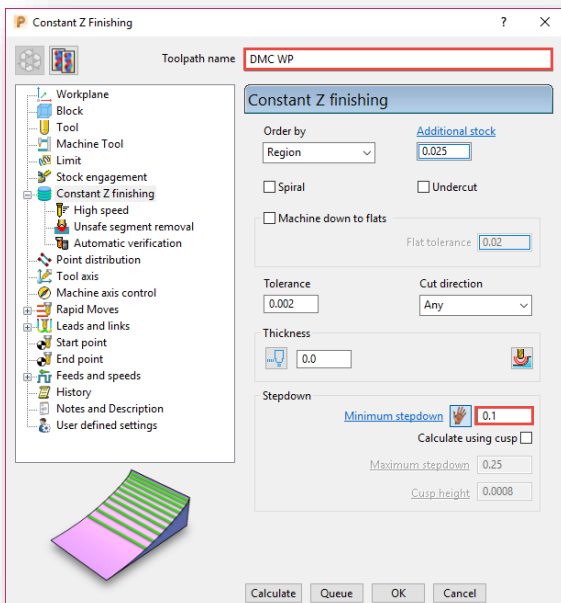 Constant Z Finishing
Toolpath name DMC WP
Workplane
Block
Tool
Machine Tool
Limit
Stock engagement
Constant Z finishing
High speed
Unsafe segment removal
Automatic verification
Point distribution
Tool axis
Machine axis control
Rapid Moves
Leads and links
Start point
End point
Feeds and speeds
History
Notes and Description
User defined settings
Constant Z finishing
Order by Additional stock
Region 0.025
Spiral Undercut
Machine down to flats
Flat tolerance 0.02
Tolerance Cut direction
0.002 Any
Thickness
0.0
Stepdown
Minimum stepdown 0.1
Calculate using cusp
Maximum stepdown 0.25
Cusp height 0.0008
Calculate Queue OK Cancel